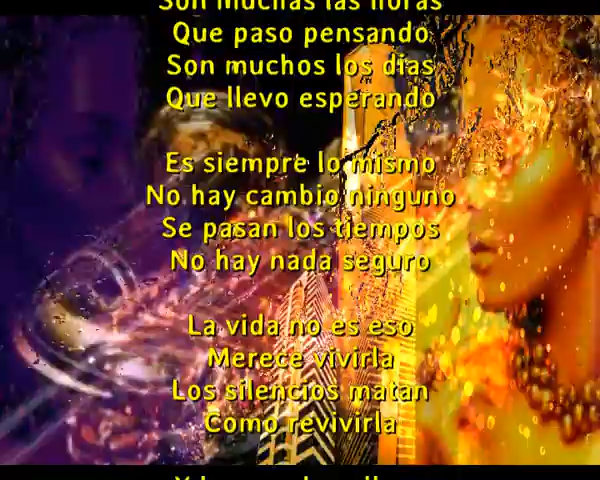 Son muchas las horas
Que paso pensando
Son muchos los dias
Que llevo esperando
Es siempre lo mismo
No hay cambio ninguno
Se pasan los tiempos
No hay nada seguro
La vida no es eso
Merece vivirla
Los silencios matan
Como revivirla